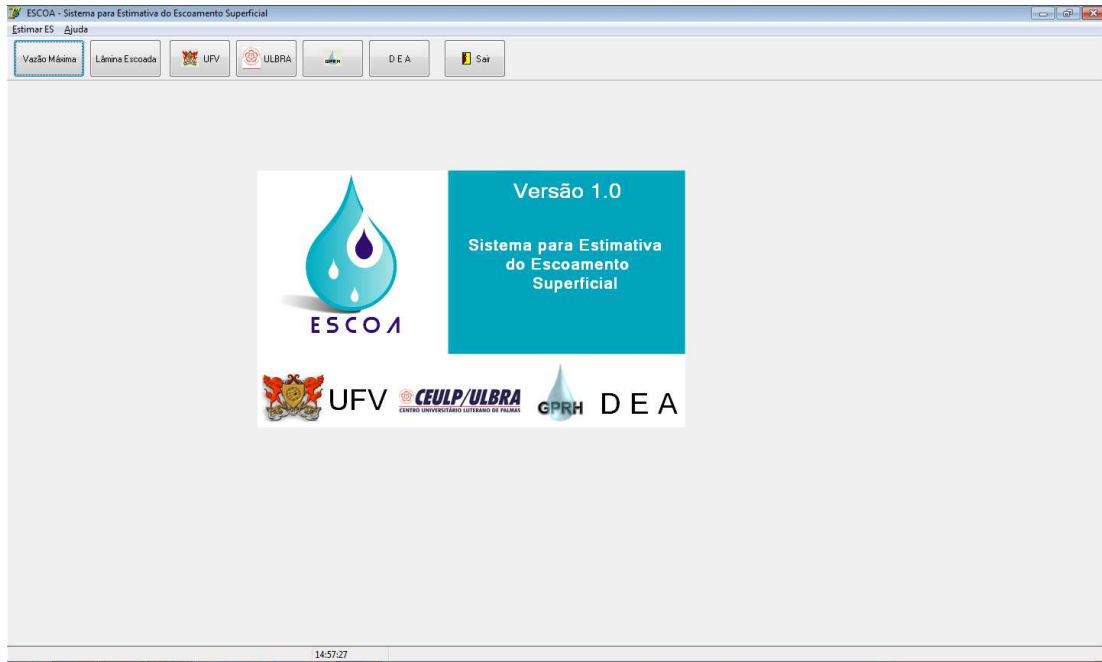 ESCOA - Sistema para Estimativa do Escoamento Superficial
Estimar ES Ajuda
Vazão Máxima Lâmina Escoada UFV ULBRA GPRH D E A Sair
Versão 1.0
Sistema para Estimativa
do Escoamento
Superficial
ESCOA
UFV CEULP/ULBRA GPRH D E A
CENTRO UNIVERSITÁRIO LUTERANO DE PALMAS
14:57:27